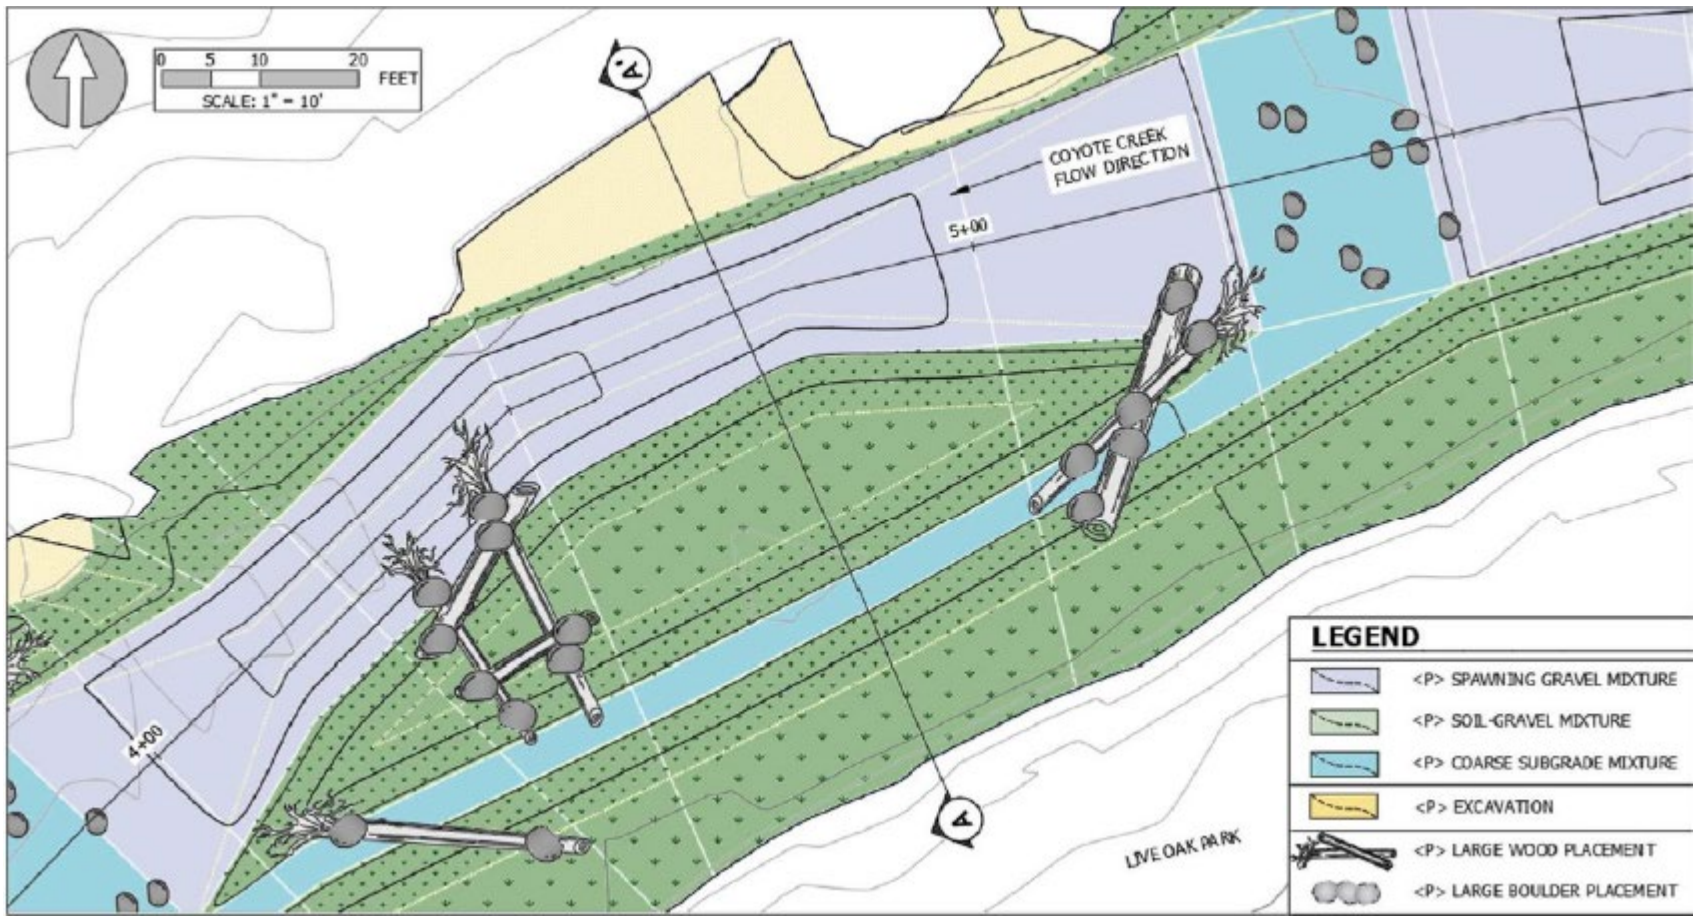 0 5 10 20
FEET
SCALE: 1" = 10'
A'
COYOTE CREEK
FLOW DIRECTION
5+00
4+00
A
LIVE OAK PARK
LEGEND
<P> SPAWNING GRAVEL MIXTURE
<P> SOIL-GRAVEL MIXTURE
<P> COARSE SUBGRADE MIXTURE
<P> EXCAVATION
<P> LARGE WOOD PLACEMENT
<P> LARGE BOULDER PLACEMENT